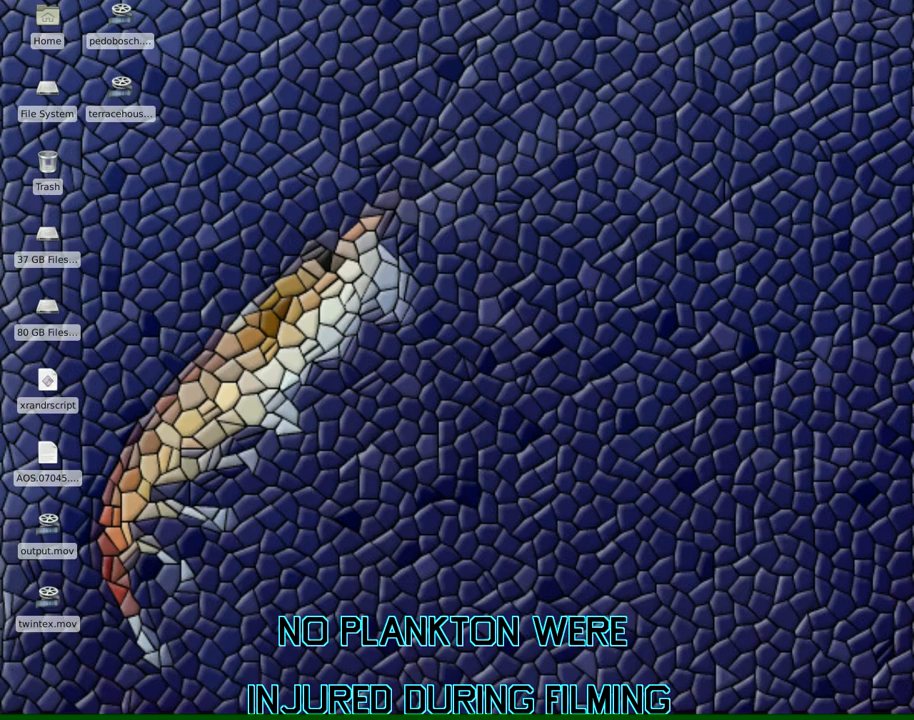 Home
pedobosch....
File System
terracehous...
Trash
37 GB Files...
80 GB Files...
xrandrscript
AOS.07045....
output.mov
twintex.mov
NO PLANKTON WERE
INJURED DURING FILMING